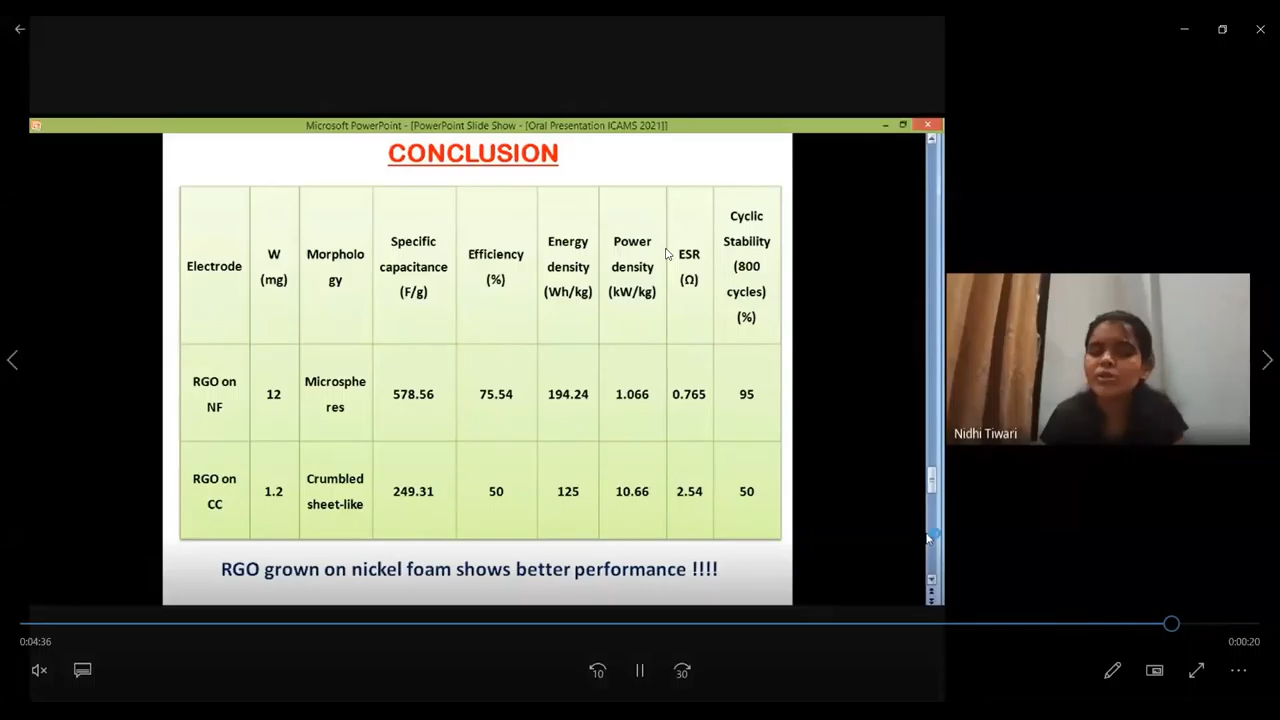 Microsoft PowerPoint - [PowerPoint Slide Show - [Oral Presentation ICAMS 2021]]
CONCLUSION
Electrode
W
(mg)
Morpholo
gy
Specific
capacitance
(F/g)
Efficiency
(%)
Energy
density
(Wh/kg)
Power
density
(kW/kg)
ESR
(Ω)
Cyclic
Stability
(800
cycles)
(%)
RGO on
NF
12
Microsphe
res
578.56
75.54
194.24
1.066
0.765
95
RGO on
CC
1.2
Crumbled
sheet-like
249.31
50
125
10.66
2.54
50
RGO grown on nickel foam shows better performance !!!!
Nidhi Tiwari
0:04:36
0:00:20
10
30